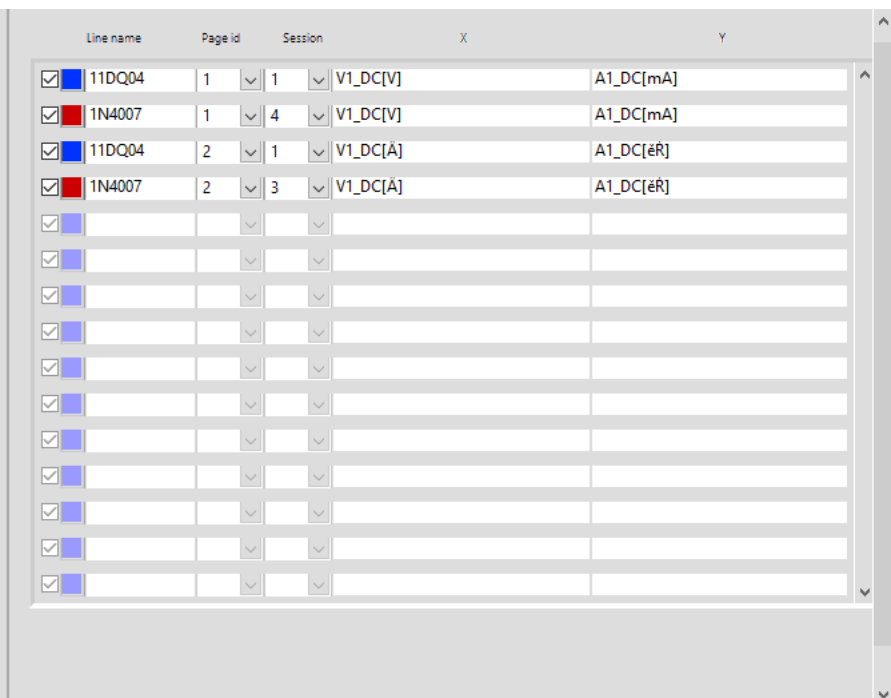 Line name Page id Session X Y
11DQ04 1 1 V1_DC[V] A1_DC[mA]
1N4007 1 4 V1_DC[V] A1_DC[mA]
11DQ04 2 1 V1_DC[Ä] A1_DC[ěŘ]
1N4007 2 3 V1_DC[Ä] A1_DC[ěŘ]